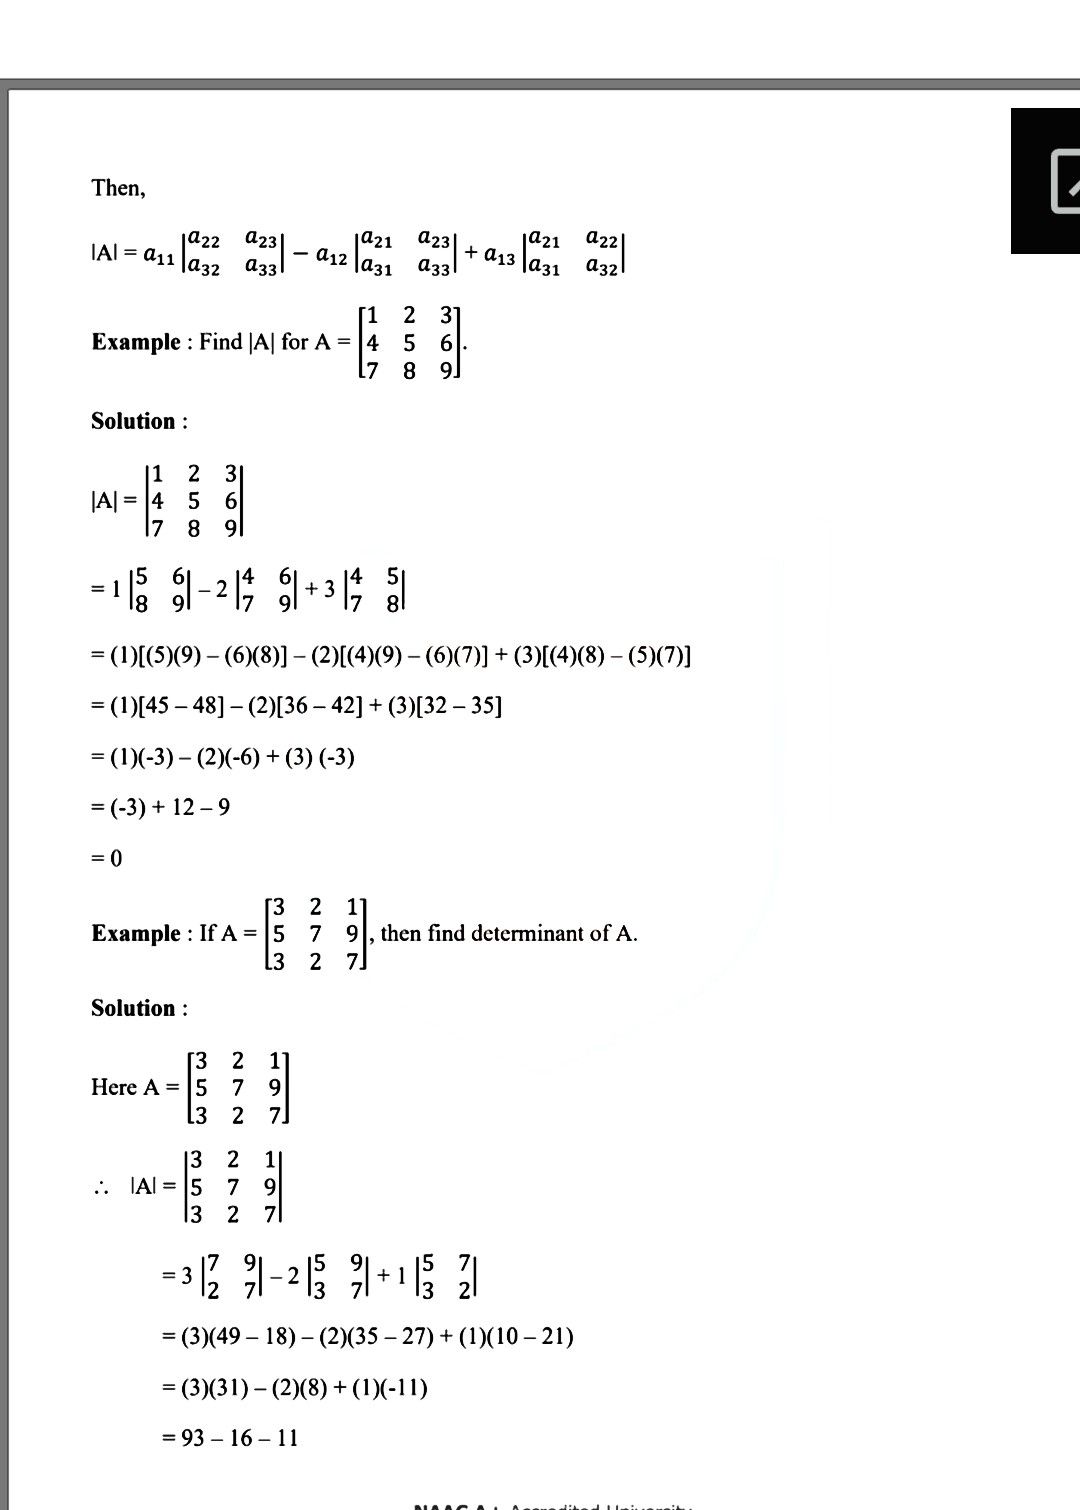 Then,
|A| = a₁₁ |a₂₂ a₂₃| − a₁₂ |a₂₁ a₂₃| + a₁₃ |a₂₁ a₂₂|
|a₃₂ a₃₃| |a₃₁ a₃₃| |a₃₁ a₃₂|
[1 2 3]
Example : Find |A| for A = [4 5 6].
[7 8 9]
Solution :
|1 2 3|
|A| = |4 5 6|
|7 8 9|
= 1 |5 6| – 2 |4 6| + 3 |4 5|
|8 9| |7 9| |7 8|
= (1)[(5)(9) – (6)(8)] – (2)[(4)(9) – (6)(7)] + (3)[(4)(8) – (5)(7)]
= (1)[45 – 48] – (2)[36 – 42] + (3)[32 – 35]
= (1)(-3) – (2)(-6) + (3) (-3)
= (-3) + 12 – 9
= 0
[3 2 1]
Example : If A = [5 7 9], then find determinant of A.
[3 2 7]
Solution :
[3 2 1]
Here A = [5 7 9]
[3 2 7]
|3 2 1|
∴ |A| = |5 7 9|
|3 2 7|
= 3 |7 9| – 2 |5 9| + 1 |5 7|
|2 7| |3 7| |3 2|
= (3)(49 – 18) – (2)(35 – 27) + (1)(10 – 21)
= (3)(31) – (2)(8) + (1)(-11)
= 93 – 16 – 11
NAAC A+ Accredited University